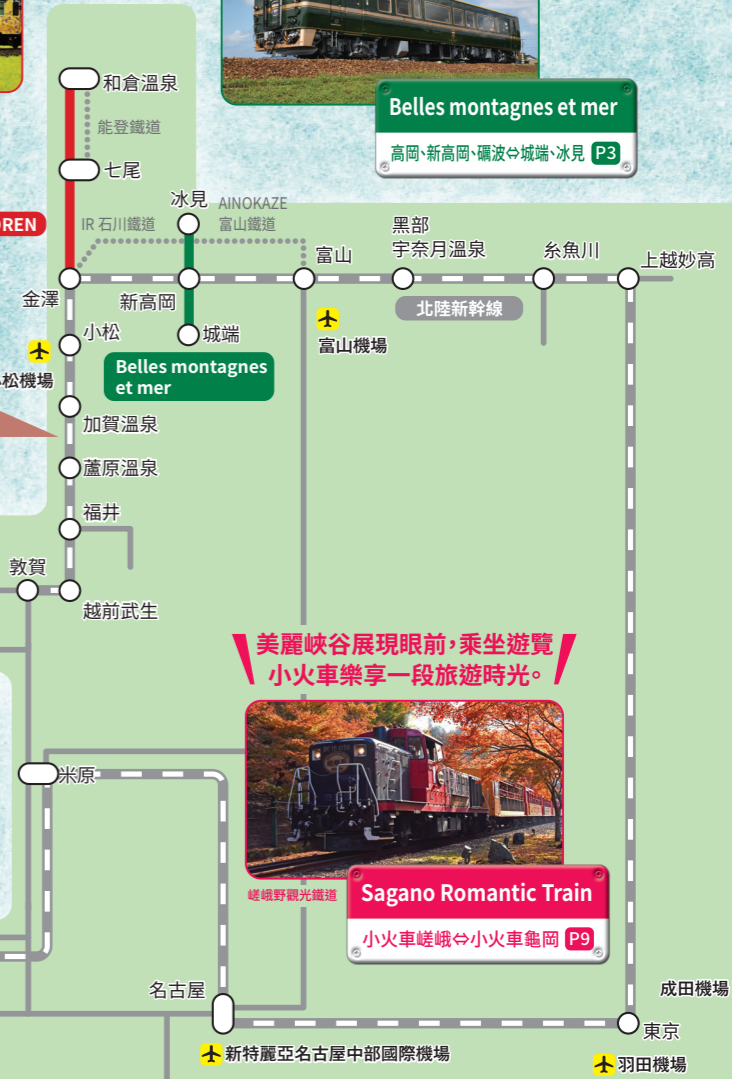 Belles montagnes et mer
高岡、新高岡、礪波⇔城端、冰見 P3
和倉溫泉
能登鐵道
七尾
冰見
AINOKAZE
富山鐵道
IR 石川鐵道
黑部
宇奈月溫泉
富山
糸魚川
上越妙高
金澤
新高岡
北陸新幹線
小松
城端
富山機場
松機場
Belles montagnes
et mer
加賀溫泉
蘆原溫泉
福井
敦賀
越前武生
美麗峽谷展現眼前,乘坐遊覽
小火車樂享一段旅遊時光。
米原
嵯峨野觀光鐵道
Sagano Romantic Train
小火車嵯峨⇔小火車龜岡 P9
名古屋
成田機場
東京
新特麗亞名古屋中部國際機場
羽田機場